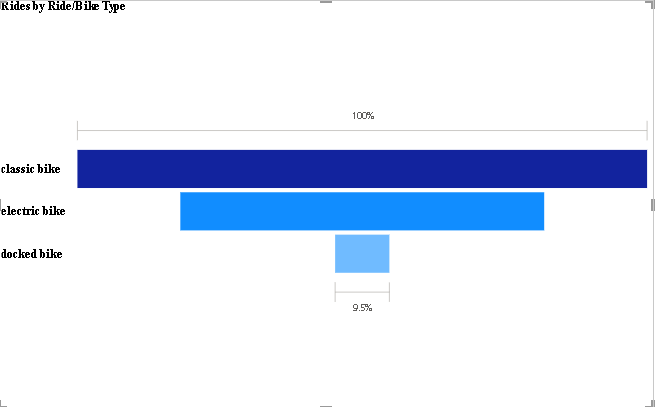 Rides by Ride/Bike Type
100%
classic bike
electric bike
docked bike
9.5%